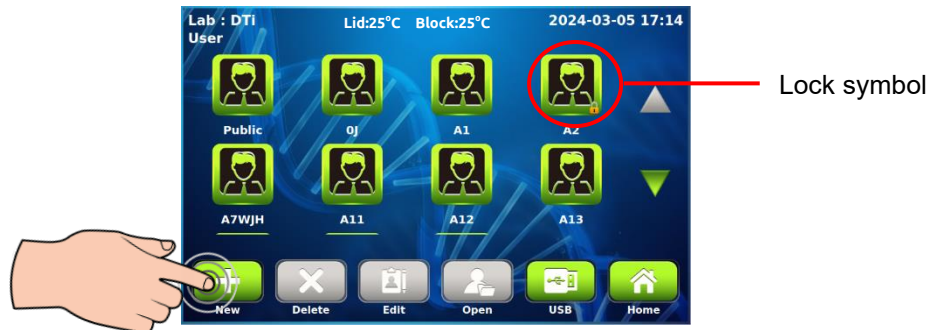 Lab : DTi Lid:25°C Block:25°C 2024-03-05 17:14
User
Lock symbol
Public 0J A1 A2
A7WJH A11 A12 A13
New Delete Edit Open USB Home